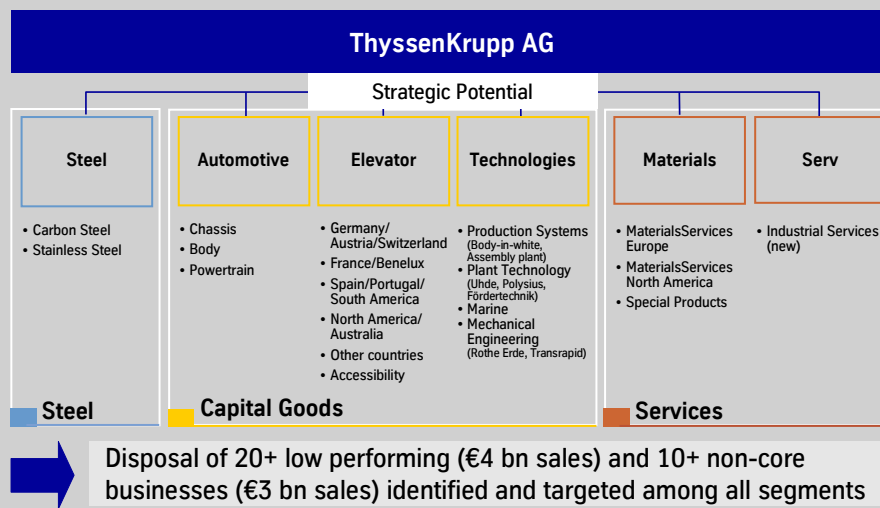 ThyssenKrupp AG
Strategic Potential
Steel
• Carbon Steel
• Stainless Steel
Automotive
• Chassis
• Body
• Powertrain
Elevator
• Germany/
Austria/Switzerland
• France/Benelux
• Spain/Portugal/
South America
• North America/
Australia
• Other countries
• Accessibility
Technologies
• Production Systems
(Body-in-white,
Assembly plant)
• Plant Technology
(Uhde, Polysius,
Fördertechnik)
• Marine
• Mechanical
Engineering
(Rothe Erde, Transrapid)
Materials
• MaterialsServices
Europe
• MaterialsServices
North America
• Special Products
Serv
• Industrial Services
(new)
Steel
Capital Goods
Services
Disposal of 20+ low performing (€4 bn sales) and 10+ non-core
businesses (€3 bn sales) identified and targeted among all segments